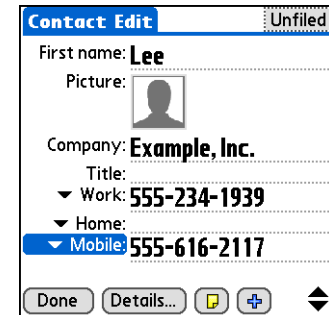 Contact Edit Unfiled
First name: Lee
Picture:
Company: Example, Inc.
Title:
Work: 555-234-1939
Home:
Mobile: 555-616-2117
Done Details...